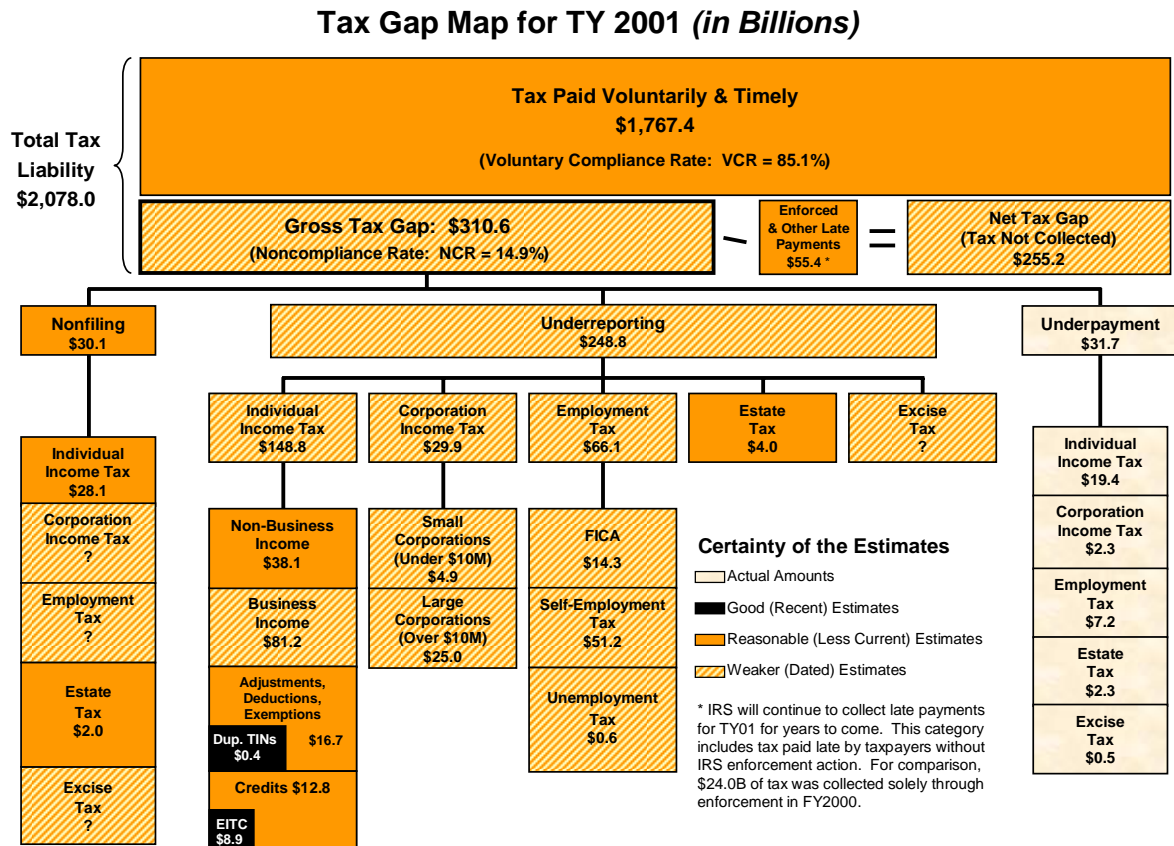 Tax Gap Map for TY 2001 (in Billions)
Total Tax
Liability
$2,078.0
Tax Paid Voluntarily & Timely
$1,767.4
(Voluntary Compliance Rate: VCR = 85.1%)
Gross Tax Gap: $310.6
(Noncompliance Rate: NCR = 14.9%)
–
Enforced
& Other Late
Payments
$55.4 *
=
Net Tax Gap
(Tax Not Collected)
$255.2
Nonfiling
$30.1
Underreporting
$248.8
Underpayment
$31.7
Individual
Income Tax
$148.8
Corporation
Income Tax
$29.9
Employment
Tax
$66.1
Estate
Tax
$4.0
Excise
Tax
?
Individual
Income Tax
$28.1
Corporation
Income Tax
?
Employment
Tax
?
Estate
Tax
$2.0
Excise
Tax
?
Non-Business
Income
$38.1
Business
Income
$81.2
Adjustments,
Deductions,
Exemptions
Dup. TINs
$0.4
$16.7
Credits $12.8
EITC
$8.9
Small
Corporations
(Under $10M)
$4.9
Large
Corporations
(Over $10M)
$25.0
FICA
$14.3
Self-Employment
Tax
$51.2
Unemployment
Tax
$0.6
Certainty of the Estimates
Actual Amounts
Good (Recent) Estimates
Reasonable (Less Current) Estimates
Weaker (Dated) Estimates
* IRS will continue to collect late payments
for TY01 for years to come. This category
includes tax paid late by taxpayers without
IRS enforcement action. For comparison,
$24.0B of tax was collected solely through
enforcement in FY2000.
Individual
Income Tax
$19.4
Corporation
Income Tax
$2.3
Employment
Tax
$7.2
Estate
Tax
$2.3
Excise
Tax
$0.5